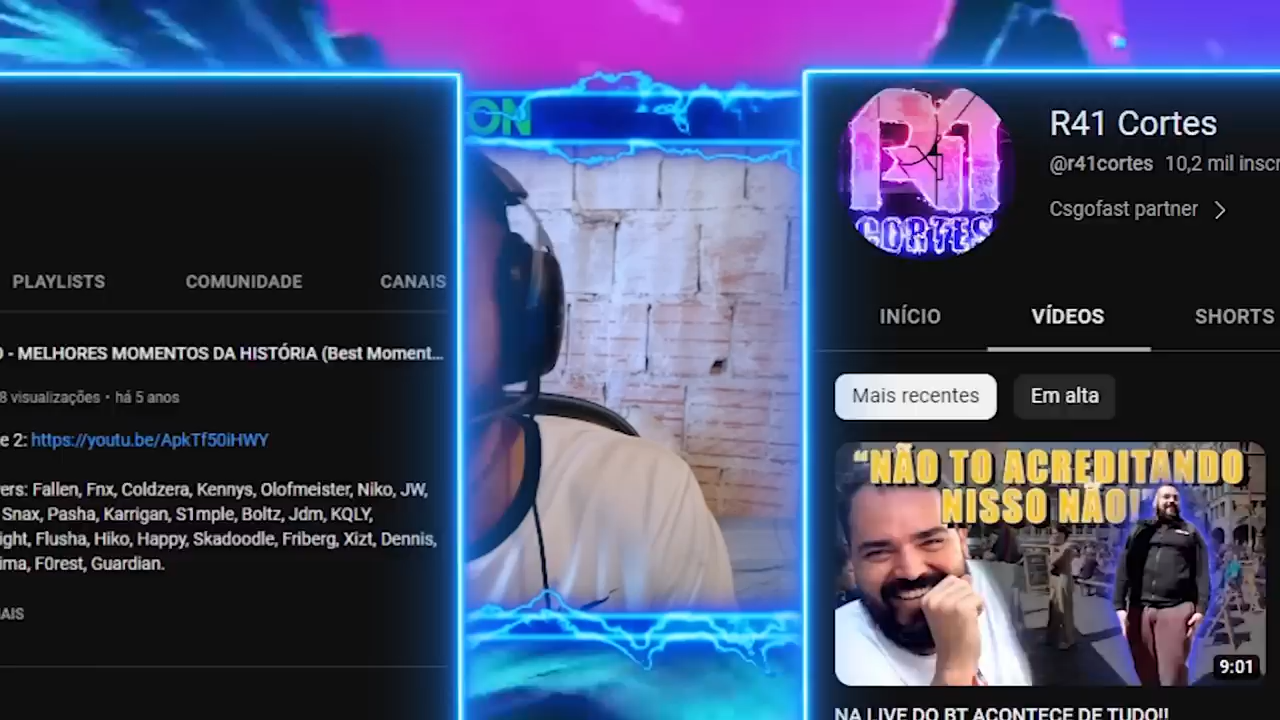 PLAYLISTS
COMUNIDADE
CANAIS
- MELHORES MOMENTOS DA HISTÓRIA (Best Moment...
8 visualizações • há 5 anos
e 2: https://youtu.be/ApkTf50iHWY
ers: Fallen, Fnx, Coldzera, Kennys, Olofmeister, Niko, JW,
Snax, Pasha, Karrigan, S1mple, Boltz, Jdm, KQLY,
ight, Flusha, Hiko, Happy, Skadoodle, Friberg, Xizt, Dennis,
ima, F0rest, Guardian.
AIS
ON
R41
CORTES
R41 Cortes
@r41cortes 10,2 mil inscr
Csgofast partner
INÍCIO
VÍDEOS
SHORTS
Mais recentes
Em alta
“NÃO TO ACREDITANDO
NISSO NÃO!”
9:01
NA LIVE DO BT ACONTECE DE TUDO!!